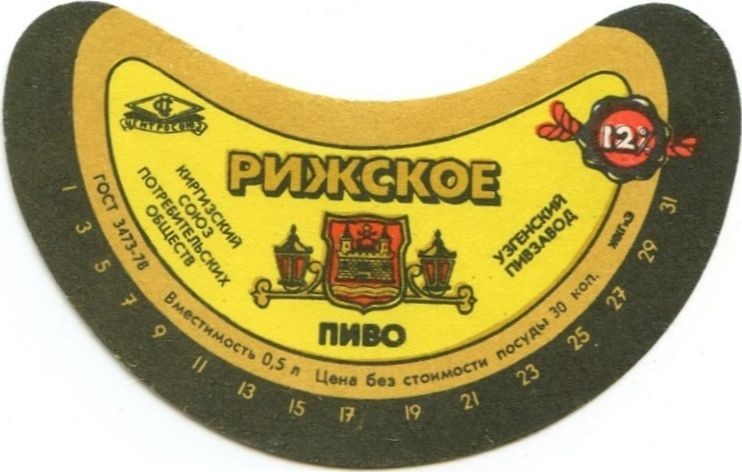 ЦЕНТРОСОЮЗ
12%
РИЖСКОЕ
КИРГИЗСКИЙ
СОЮЗ
ПОТРЕБИТЕЛЬСКИХ
ОБЩЕСТВ
УЗГЕНСКИЙ
ПИВЗАВОД
ПИВО
ГОСТ 3473-78 Вместимость 0,5 л Цена без стоимости посуды 30 коп.
1 3 5 7 9 11 13 15 17 19 21 23 25 27 29 31